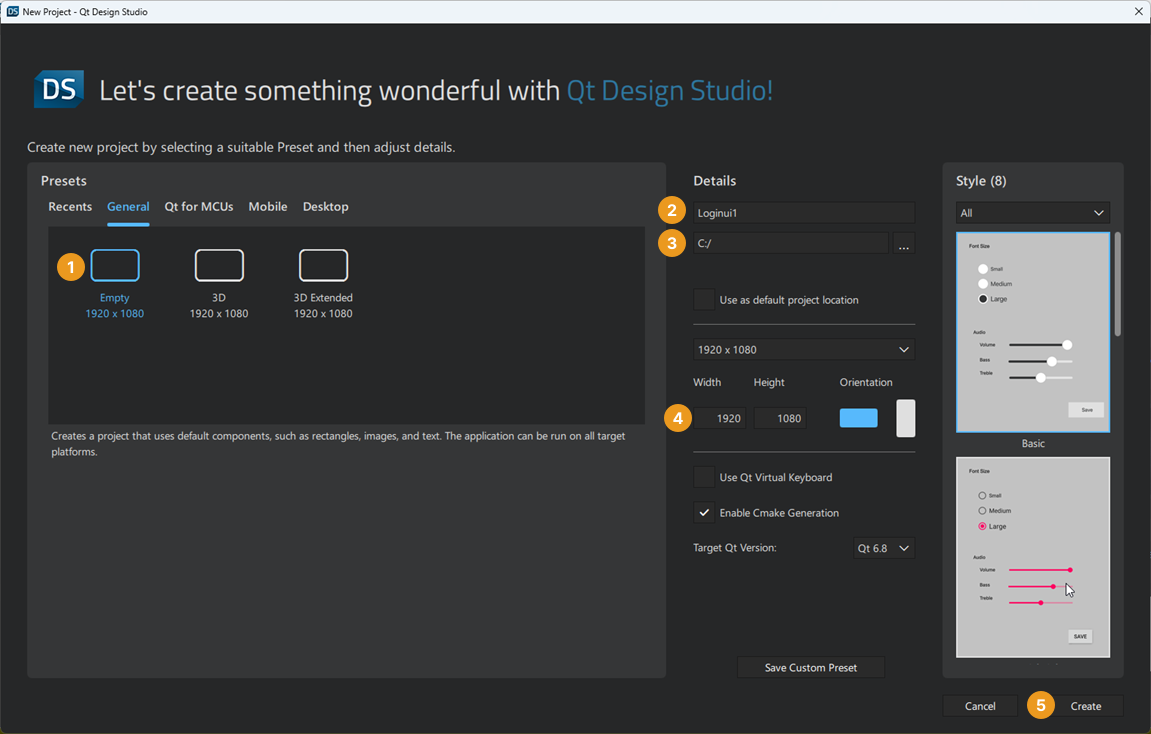 DS New Project - Qt Design Studio
DS Let's create something wonderful with Qt Design Studio!
Create new project by selecting a suitable Preset and then adjust details.
Presets
Recents General Qt for MCUs Mobile Desktop
1
Empty 3D 3D Extended
1920 x 1080 1920 x 1080 1920 x 1080
Creates a project that uses default components, such as rectangles, images, and text. The application can be run on all target
platforms.
Details
2 Loginui1
3 C:/ ...
Use as default project location
1920 x 1080
Width Height Orientation
4 1920 1080
Use Qt Virtual Keyboard
Enable Cmake Generation
Target Qt Version: Qt 6.8
Save Custom Preset
Style (8)
All
Font Size
Small
Medium
Large
Audio
Volume
Bass
Treble
Save
Basic
Font Size
Small
Medium
Large
Audio
Volume
Bass
Treble
SAVE
Cancel 5 Create